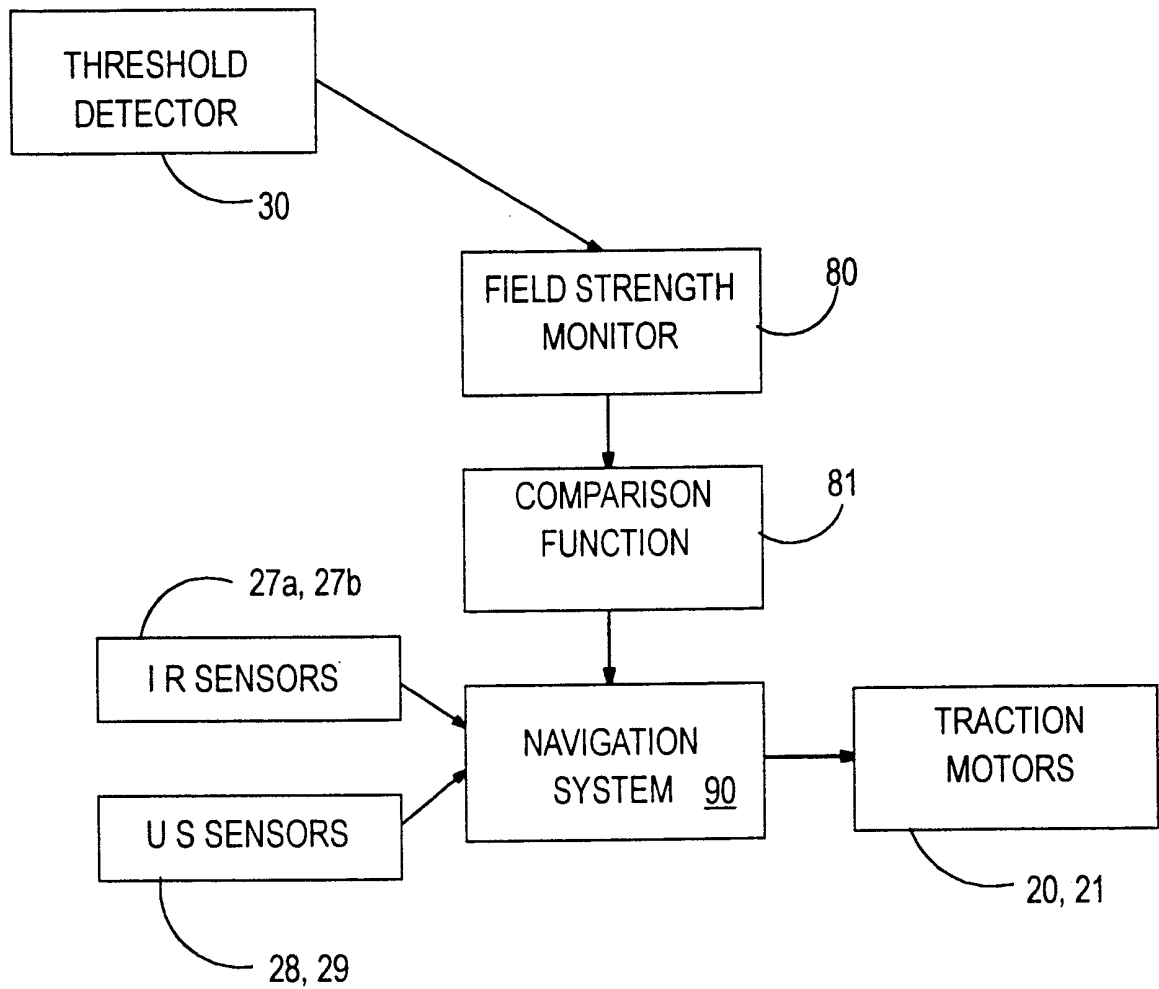 THRESHOLD
DETECTOR
30
FIELD STRENGTH
MONITOR
80
COMPARISON
FUNCTION
81
27a, 27b
I R SENSORS
NAVIGATION
SYSTEM 90
TRACTION
MOTORS
U S SENSORS
20, 21
28, 29